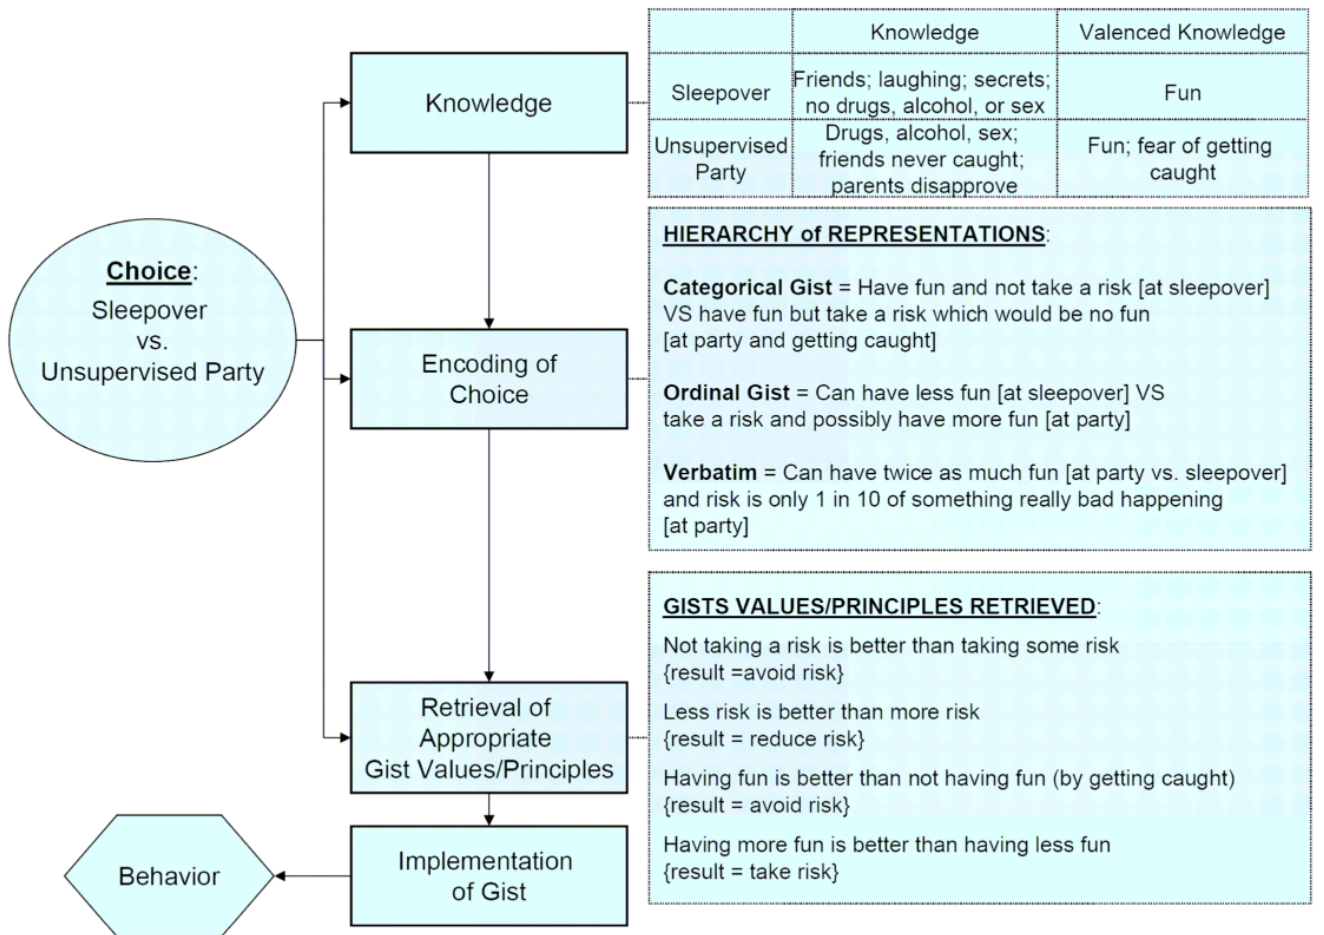 Choice:
Sleepover
vs.
Unsupervised Party
Knowledge
Encoding of
Choice
Retrieval of
Appropriate
Gist Values/Principles
Implementation
of Gist
Behavior
Knowledge
Valenced Knowledge
Sleepover
Friends; laughing; secrets;
no drugs, alcohol, or sex
Fun
Unsupervised
Party
Drugs, alcohol, sex;
friends never caught;
parents disapprove
Fun; fear of getting
caught
HIERARCHY of REPRESENTATIONS:
Categorical Gist = Have fun and not take a risk [at sleepover]
VS have fun but take a risk which would be no fun
[at party and getting caught]
Ordinal Gist = Can have less fun [at sleepover] VS
take a risk and possibly have more fun [at party]
Verbatim = Can have twice as much fun [at party vs. sleepover]
and risk is only 1 in 10 of something really bad happening
[at party]
GISTS VALUES/PRINCIPLES RETRIEVED:
Not taking a risk is better than taking some risk
{result =avoid risk}
Less risk is better than more risk
{result = reduce risk}
Having fun is better than not having fun (by getting caught)
{result = avoid risk}
Having more fun is better than having less fun
{result = take risk}